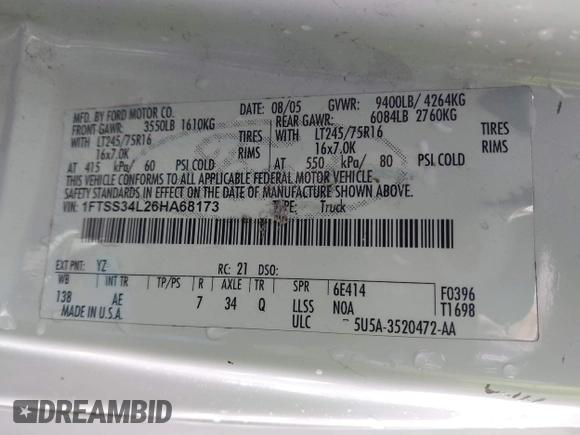 MFD. BY FORD MOTOR CO.
DATE: 08/05 GVWR: 9400LB/ 4264KG
FRONT GAWR: 3550LB 1610KG REAR GAWR: 6084LB 2760KG
WITH LT245/75R16 TIRES WITH LT245/75R16 TIRES
16x7.0K RIMS 16x7.0K RIMS
AT 415 kPa/ 60 PSI COLD AT 550 kPa/ 80 PSI COLD
THIS VEHICLE CONFORMS TO ALL APPLICABLE FEDERAL MOTOR VEHICLE
SAFETY STANDARDS IN EFFECT ON THE DATE OF MANUFACTURE SHOWN ABOVE.
VIN: 1FTSS34L26HA68173 TYPE: Truck
EXT PNT: YZ RC: 21 DSO:
WB INT TR TP/PS R AXLE TR SPR 6E414 F0396
138 AE 7 34 Q LLSS NOA T1698
MADE IN U.S.A. ULC 5U5A-3520472-AA
DREAMBID